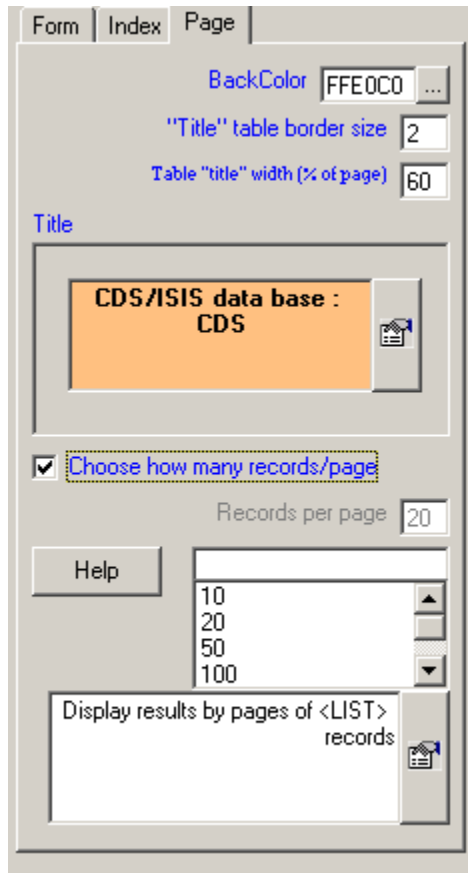 Form Index Page
BackColor FFE0C0 ...
"Title" table border size 2
Table "title" width (% of page) 60
Title
CDS/ISIS data base :
CDS
Choose how many records/page
Records per page 20
Help
10
20
50
100
Display results by pages of <LIST>
records